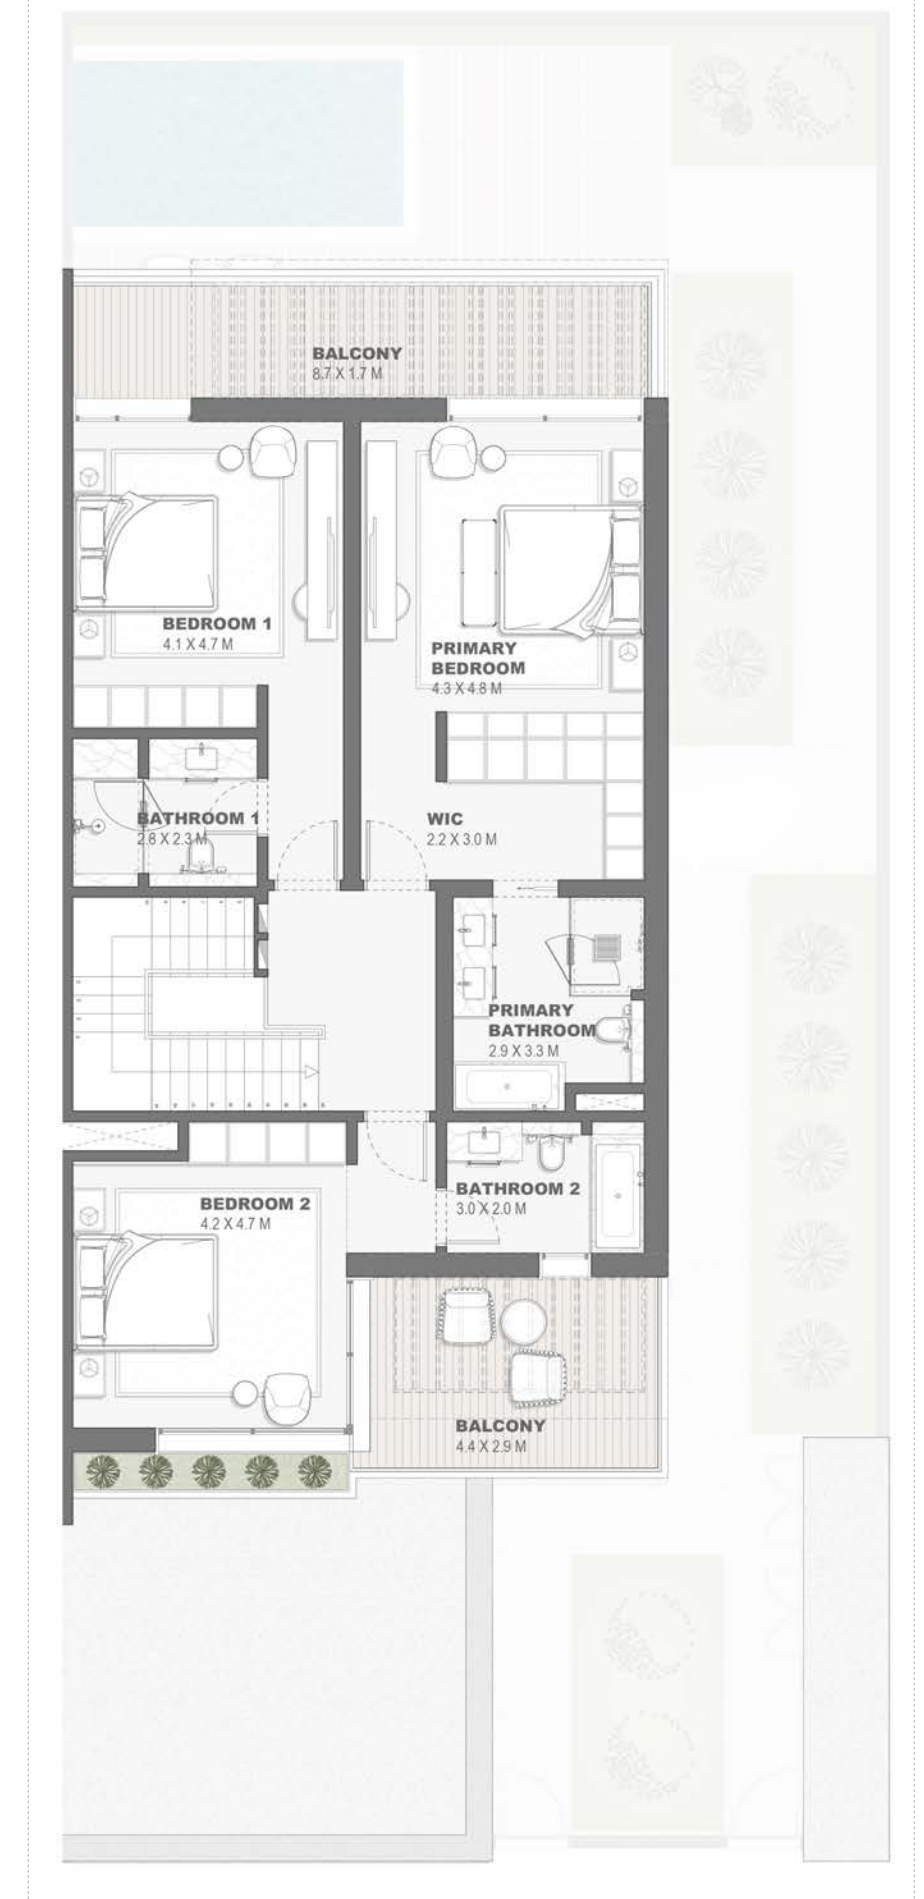 BALCONY
8.7 X 1.7 M
BEDROOM 1
4.1 X 4.7 M
PRIMARY
BEDROOM
4.3 X 4.8 M
BATHROOM 1
2.8 X 2.3 M
WIC
2.2 X 3.0 M
PRIMARY
BATHROOM
2.9 X 3.3 M
BEDROOM 2
4.2 X 4.7 M
BATHROOM 2
3.0 X 2.0 M
BALCONY
4.4 X 2.9 M